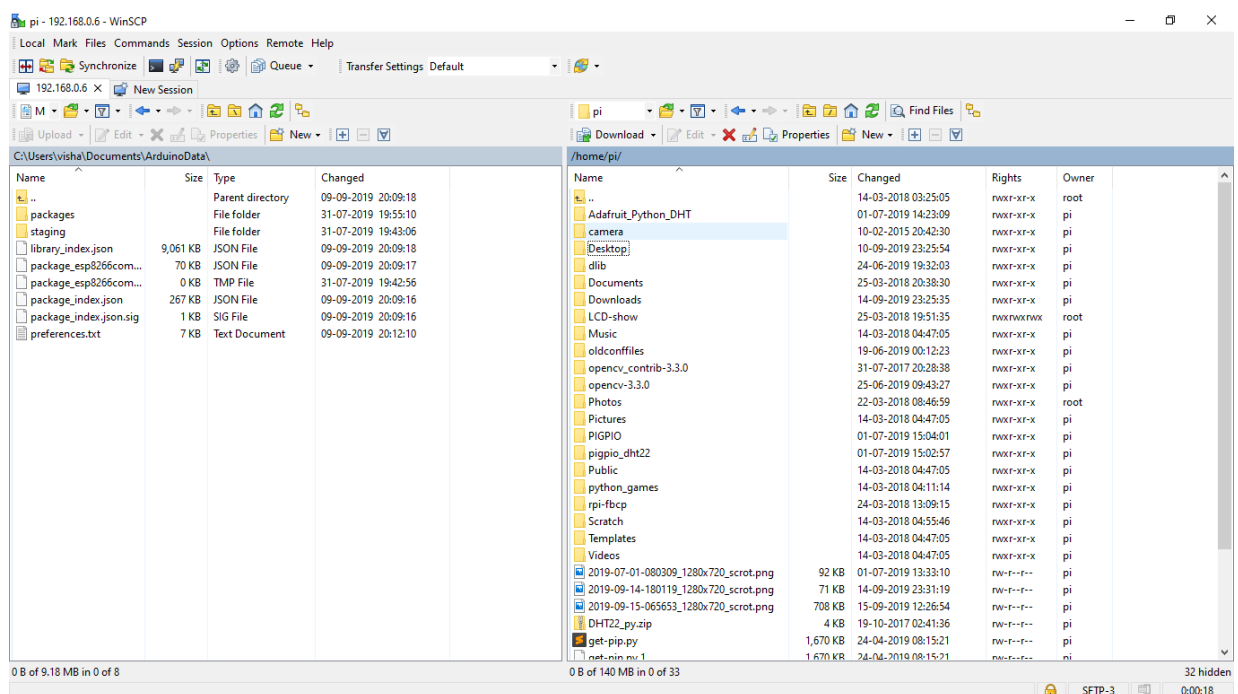 pi - 192.168.0.6 - WinSCP
Local Mark Files Commands Session Options Remote Help
Synchronize Queue Transfer Settings Default
192.168.0.6 New Session
M pi Find Files
Upload Edit Properties New Download Edit Properties New
C:\Users\visha\Documents\ArduinoData\
Name Size Type Changed
.. Parent directory 09-09-2019 20:09:18
packages File folder 31-07-2019 19:55:10
staging File folder 31-07-2019 19:43:06
library_index.json 9,061 KB JSON File 09-09-2019 20:09:18
package_esp8266com... 70 KB JSON File 09-09-2019 20:09:17
package_esp8266com... 0 KB TMP File 31-07-2019 19:42:56
package_index.json 267 KB JSON File 09-09-2019 20:09:16
package_index.json.sig 1 KB SIG File 09-09-2019 20:09:16
preferences.txt 7 KB Text Document 09-09-2019 20:12:10
/home/pi/
Name Size Changed Rights Owner
.. 14-03-2018 03:25:05 rwxr-xr-x root
Adafruit_Python_DHT 01-07-2019 14:23:09 rwxr-xr-x pi
camera 10-02-2015 20:42:30 rwxr-xr-x pi
Desktop 10-09-2019 23:25:54 rwxr-xr-x pi
dlib 24-06-2019 19:32:03 rwxr-xr-x pi
Documents 25-03-2018 20:38:30 rwxr-xr-x pi
Downloads 14-09-2019 23:25:35 rwxr-xr-x pi
LCD-show 25-03-2018 19:51:35 rwxrwxrwx root
Music 14-03-2018 04:47:05 rwxr-xr-x pi
oldconffiles 19-06-2019 00:12:23 rwxr-xr-x pi
opencv_contrib-3.3.0 31-07-2017 20:28:38 rwxr-xr-x pi
opencv-3.3.0 25-06-2019 09:43:27 rwxr-xr-x pi
Photos 22-03-2018 08:46:59 rwxr-xr-x root
Pictures 14-03-2018 04:47:05 rwxr-xr-x pi
PIGPIO 01-07-2019 15:04:01 rwxr-xr-x pi
pigpio_dht22 01-07-2019 15:02:57 rwxr-xr-x pi
Public 14-03-2018 04:47:05 rwxr-xr-x pi
python_games 14-03-2018 04:11:14 rwxr-xr-x pi
rpi-fbcp 24-03-2018 13:09:15 rwxr-xr-x pi
Scratch 14-03-2018 04:55:46 rwxr-xr-x pi
Templates 14-03-2018 04:47:05 rwxr-xr-x pi
Videos 14-03-2018 04:47:05 rwxr-xr-x pi
2019-07-01-080309_1280x720_scrot.png 92 KB 01-07-2019 13:33:10 rw-r--r-- pi
2019-09-14-180119_1280x720_scrot.png 71 KB 14-09-2019 23:31:19 rw-r--r-- pi
2019-09-15-065653_1280x720_scrot.png 708 KB 15-09-2019 12:26:54 rw-r--r-- pi
DHT22_py.zip 4 KB 19-10-2017 02:41:36 rw-r--r-- pi
get-pip.py 1,670 KB 24-04-2019 08:15:21 rw-r--r-- pi
get-pip.py.1 1,670 KB 24-04-2019 08:15:21 rw-r--r-- pi
0 B of 9.18 MB in 0 of 8
0 B of 140 MB in 0 of 33 32 hidden
SFTP-3 0:00:18